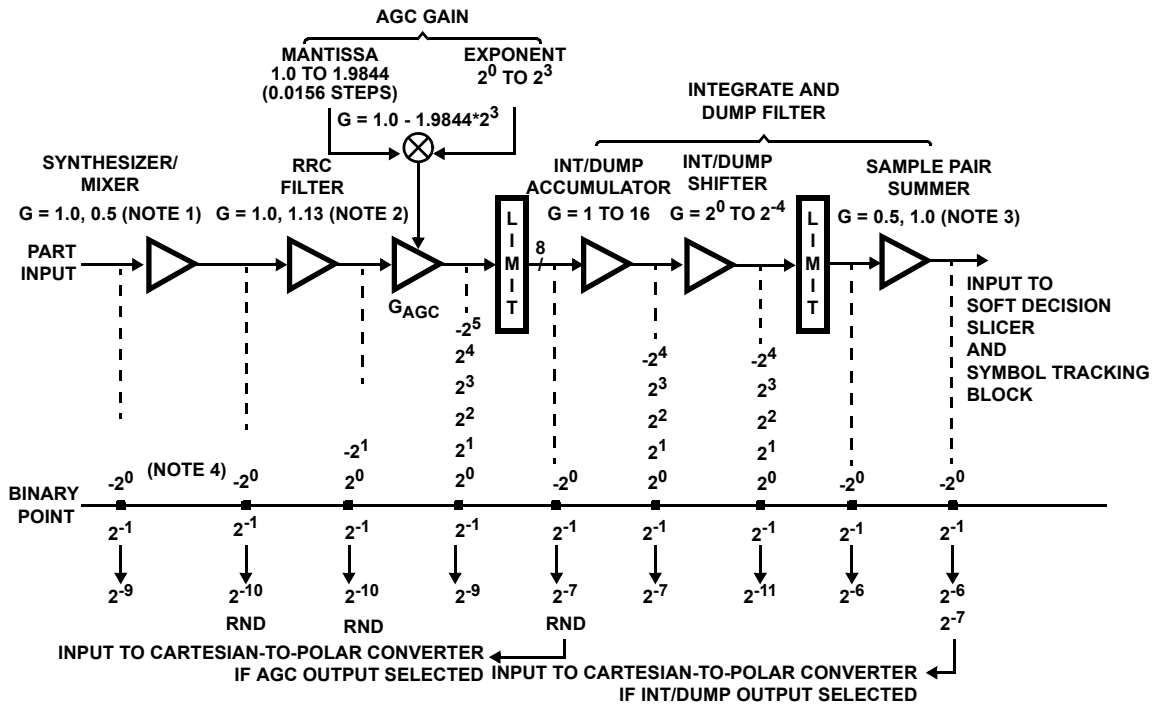 AGC GAIN
MANTISSA
1.0 TO 1.9844
(0.0156 STEPS)
EXPONENT
2^0 TO 2^3
G = 1.0 - 1.9844*2^3
INTEGRATE AND
DUMP FILTER
SYNTHESIZER/
MIXER
G = 1.0, 0.5 (NOTE 1)
RRC
FILTER
G = 1.0, 1.13 (NOTE 2)
INT/DUMP
ACCUMULATOR
G = 1 TO 16
INT/DUMP
SHIFTER
G = 2^0 TO 2^-4
SAMPLE PAIR
SUMMER
G = 0.5, 1.0 (NOTE 3)
PART
INPUT
G_AGC
L
I
M
I
T
8
L
I
M
I
T
INPUT TO
SOFT DECISION
SLICER
AND
SYMBOL TRACKING
BLOCK
-2^5
2^4 -2^4 -2^4
2^3 2^3 2^3
2^2 2^2 2^2
-2^1 2^1 2^1 2^1
-2^0 (NOTE 4) -2^0 2^0 2^0 -2^0 2^0 2^0 -2^0 -2^0
BINARY
POINT
2^-1 2^-1 2^-1 2^-1 2^-1 2^-1 2^-1 2^-1 2^-1
2^-9 2^-10 2^-10 2^-9 2^-7 2^-7 2^-11 2^-6 2^-6
RND RND RND 2^-7
INPUT TO CARTESIAN-TO-POLAR CONVERTER
IF AGC OUTPUT SELECTED
INPUT TO CARTESIAN-TO-POLAR CONVERTER
IF INT/DUMP OUTPUT SELECTED